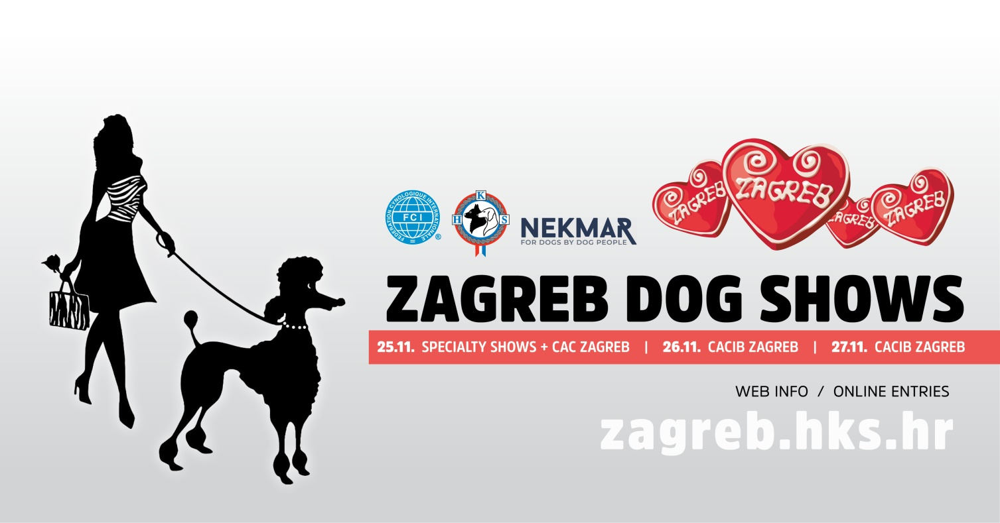 FEDERATION CYNOLOGIQUE INTERNATIONALE
FCI
®
K
H S
NEKMAR
FOR DOGS BY DOG PEOPLE
ZAGREB
ZAGREB
ZAGREB
ZAGREB
ZAGREB DOG SHOWS
25.11. SPECIALTY SHOWS + CAC ZAGREB | 26.11. CACIB ZAGREB | 27.11. CACIB ZAGREB
WEB INFO / ONLINE ENTRIES
zagreb.hks.hr